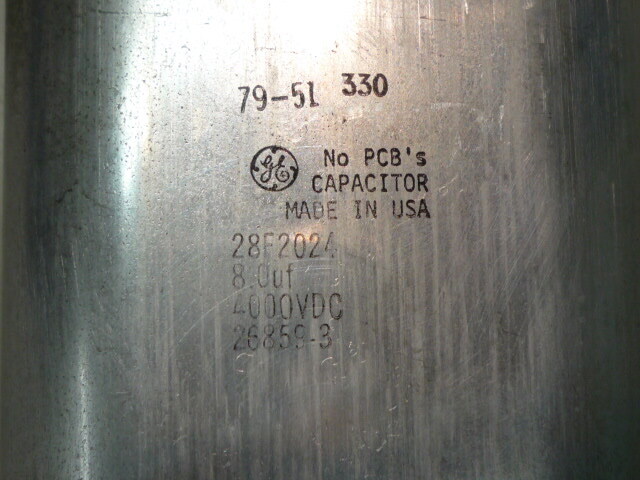 79-51 330
GE No PCB's
CAPACITOR
MADE IN USA
28F2024
8.0uf
4000VDC
26859-3